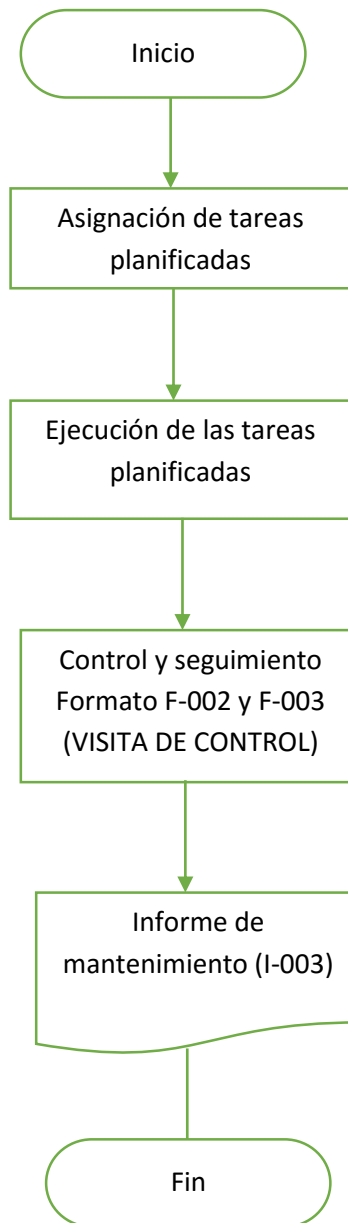 Inicio
Asignación de tareas
planificadas
Ejecución de las tareas
planificadas
Control y seguimiento
Formato F-002 y F-003
(VISITA DE CONTROL)
Informe de
mantenimiento (I-003)
Fin